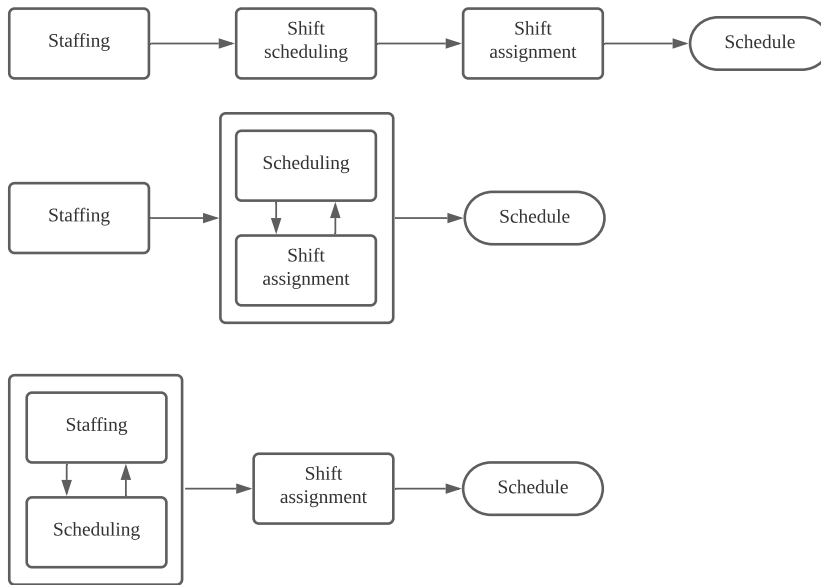 Staffing
Shift
scheduling
Shift
assignment
Schedule
Staffing
Scheduling
Shift
assignment
Schedule
Staffing
Scheduling
Shift
assignment
Schedule